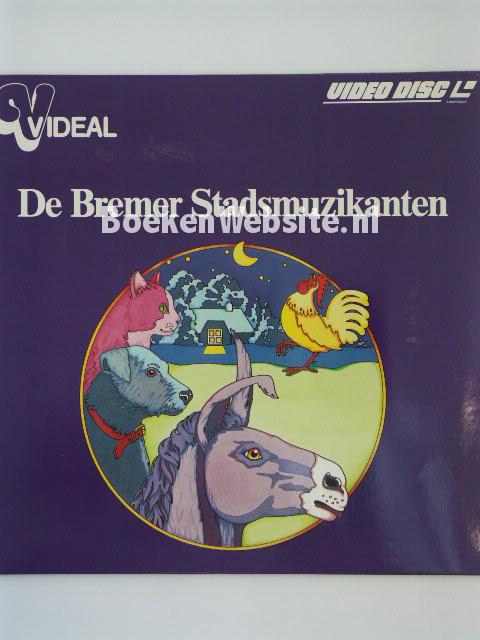 VIDEAL
VIDEO DISC
De Bremer Stadsmuzikanten
BoekenWebsite.nl